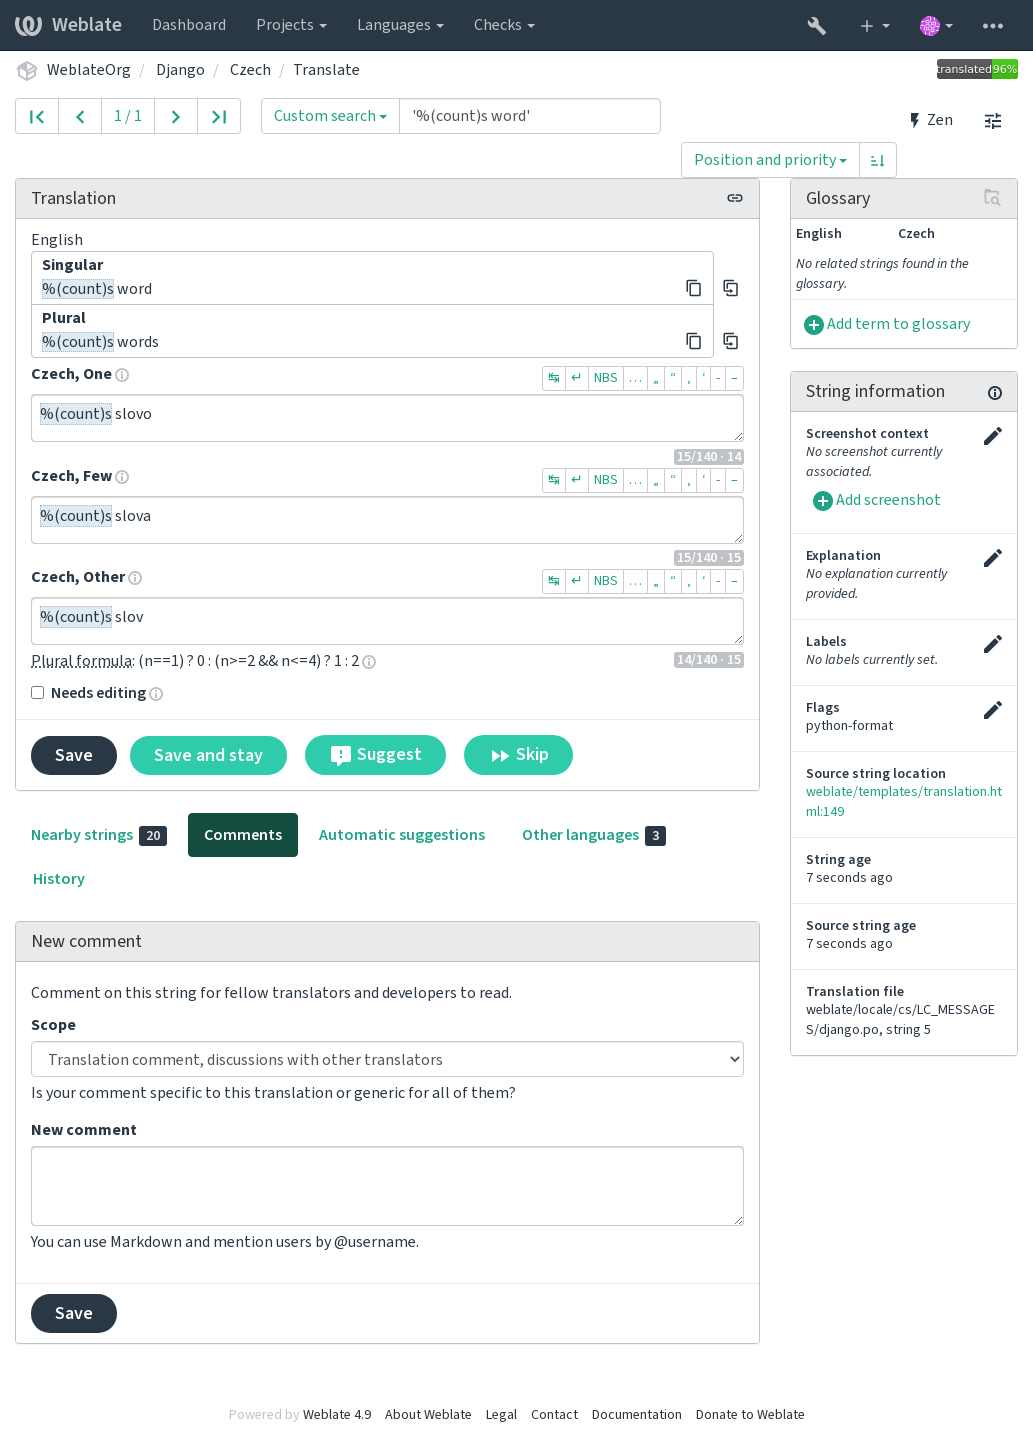 Weblate Dashboard Projects Languages Checks
WeblateOrg / Django / Czech / Translate translated 96%
1 / 1 Custom search '%(count)s word' Zen
Position and priority
Translation
English
Singular
%(count)s word
Plural
%(count)s words
Czech, One ↹ ↵ NBS … „ “ ‚ ‘ - –
%(count)s slovo
15/140 · 14
Czech, Few ↹ ↵ NBS … „ “ ‚ ‘ - –
%(count)s slova
15/140 · 15
Czech, Other ↹ ↵ NBS … „ “ ‚ ‘ - –
%(count)s slov
Plural formula: (n==1) ? 0 : (n>=2 && n<=4) ? 1 : 2 14/140 · 15
Needs editing
Save Save and stay Suggest Skip
Nearby strings 20 Comments Automatic suggestions Other languages 3
History
New comment
Comment on this string for fellow translators and developers to read.
Scope
Translation comment, discussions with other translators
Is your comment specific to this translation or generic for all of them?
New comment
You can use Markdown and mention users by @username.
Save
Glossary
English Czech
No related strings found in the
glossary.
Add term to glossary
String information
Screenshot context
No screenshot currently
associated.
Add screenshot
Explanation
No explanation currently
provided.
Labels
No labels currently set.
Flags
python-format
Source string location
weblate/templates/translation.ht
ml:149
String age
7 seconds ago
Source string age
7 seconds ago
Translation file
weblate/locale/cs/LC_MESSAGE
S/django.po, string 5
Powered by Weblate 4.9 About Weblate Legal Contact Documentation Donate to Weblate